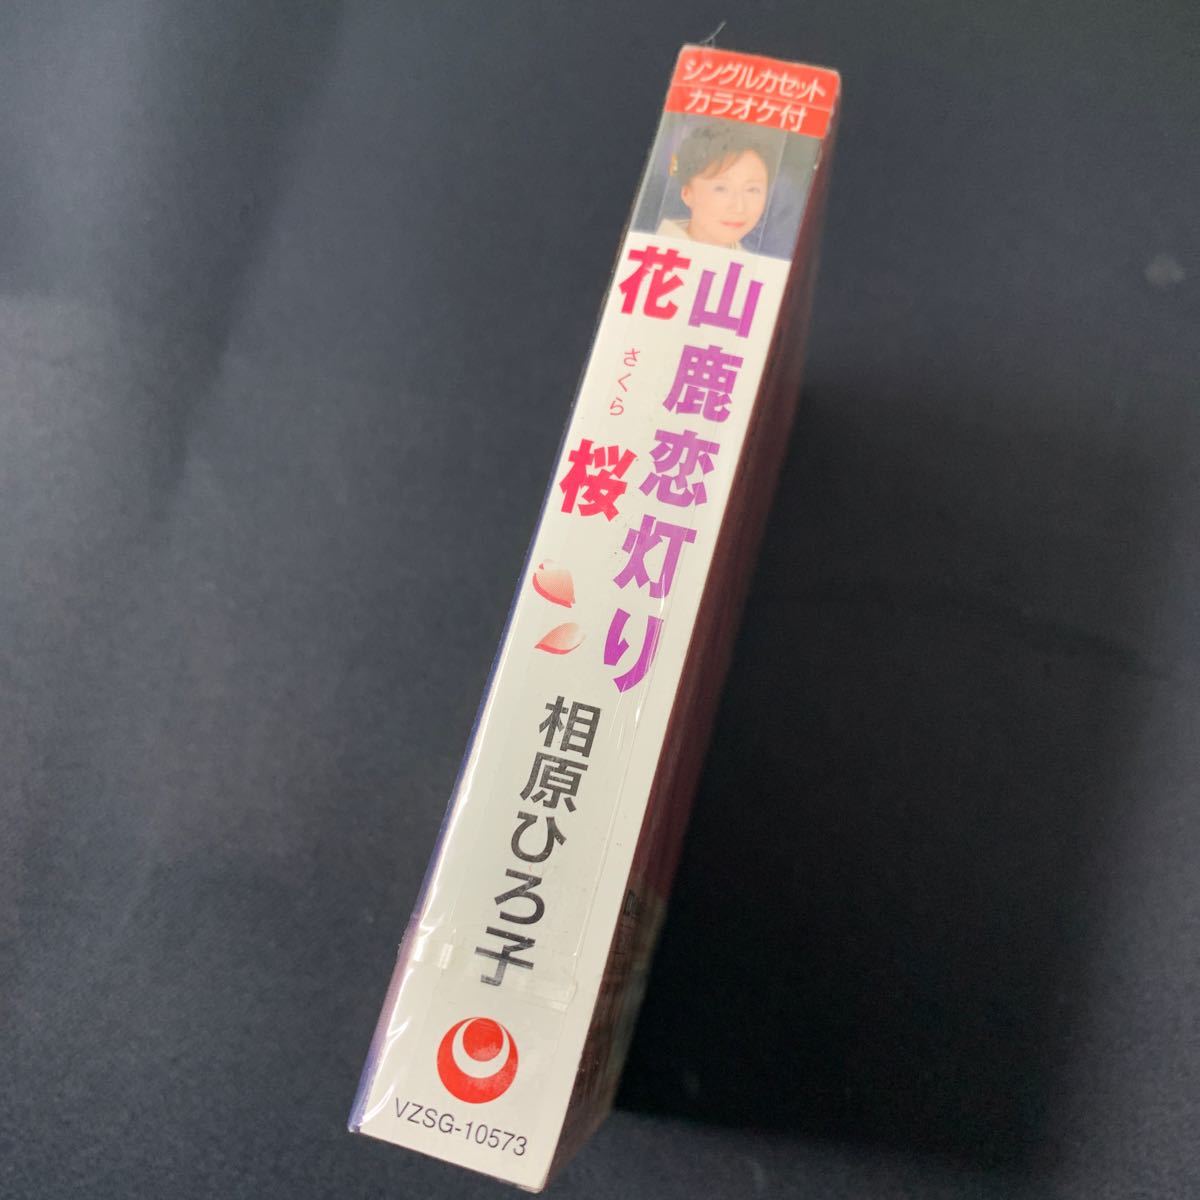 シングルカセット
カラオケ付
山鹿恋灯り
花桜
さくら
相原ひろ子
VZSG-10573